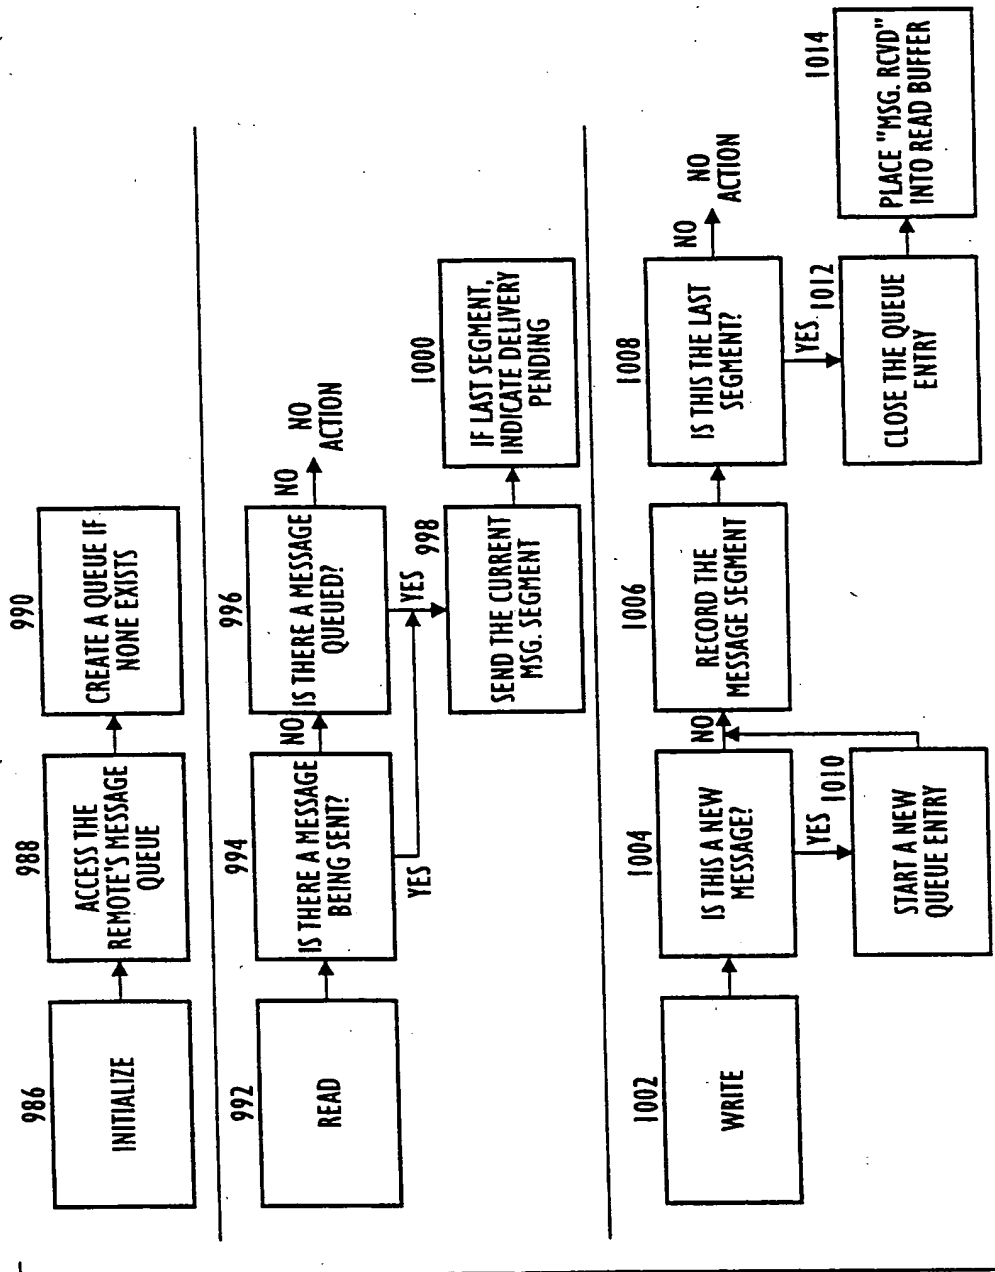 986
INITIALIZE
988
ACCESS THE
REMOTE'S MESSAGE
QUEUE
990
CREATE A QUEUE IF
NONE EXISTS
992
READ
994
IS THERE A MESSAGE
BEING SENT?
NO
YES
996
IS THERE A MESSAGE
QUEUED?
NO
NO
ACTION
YES
998
SEND THE CURRENT
MSG. SEGMENT
1000
IF LAST SEGMENT,
INDICATE DELIVERY
PENDING
1002
WRITE
1004
IS THIS A NEW
MESSAGE?
NO
YES
1010
START A NEW
QUEUE ENTRY
1006
RECORD THE
MESSAGE SEGMENT
1008
IS THIS THE LAST
SEGMENT?
NO
NO
ACTION
YES
1012
CLOSE THE QUEUE
ENTRY
1014
PLACE "MSG. RCVD"
INTO READ BUFFER